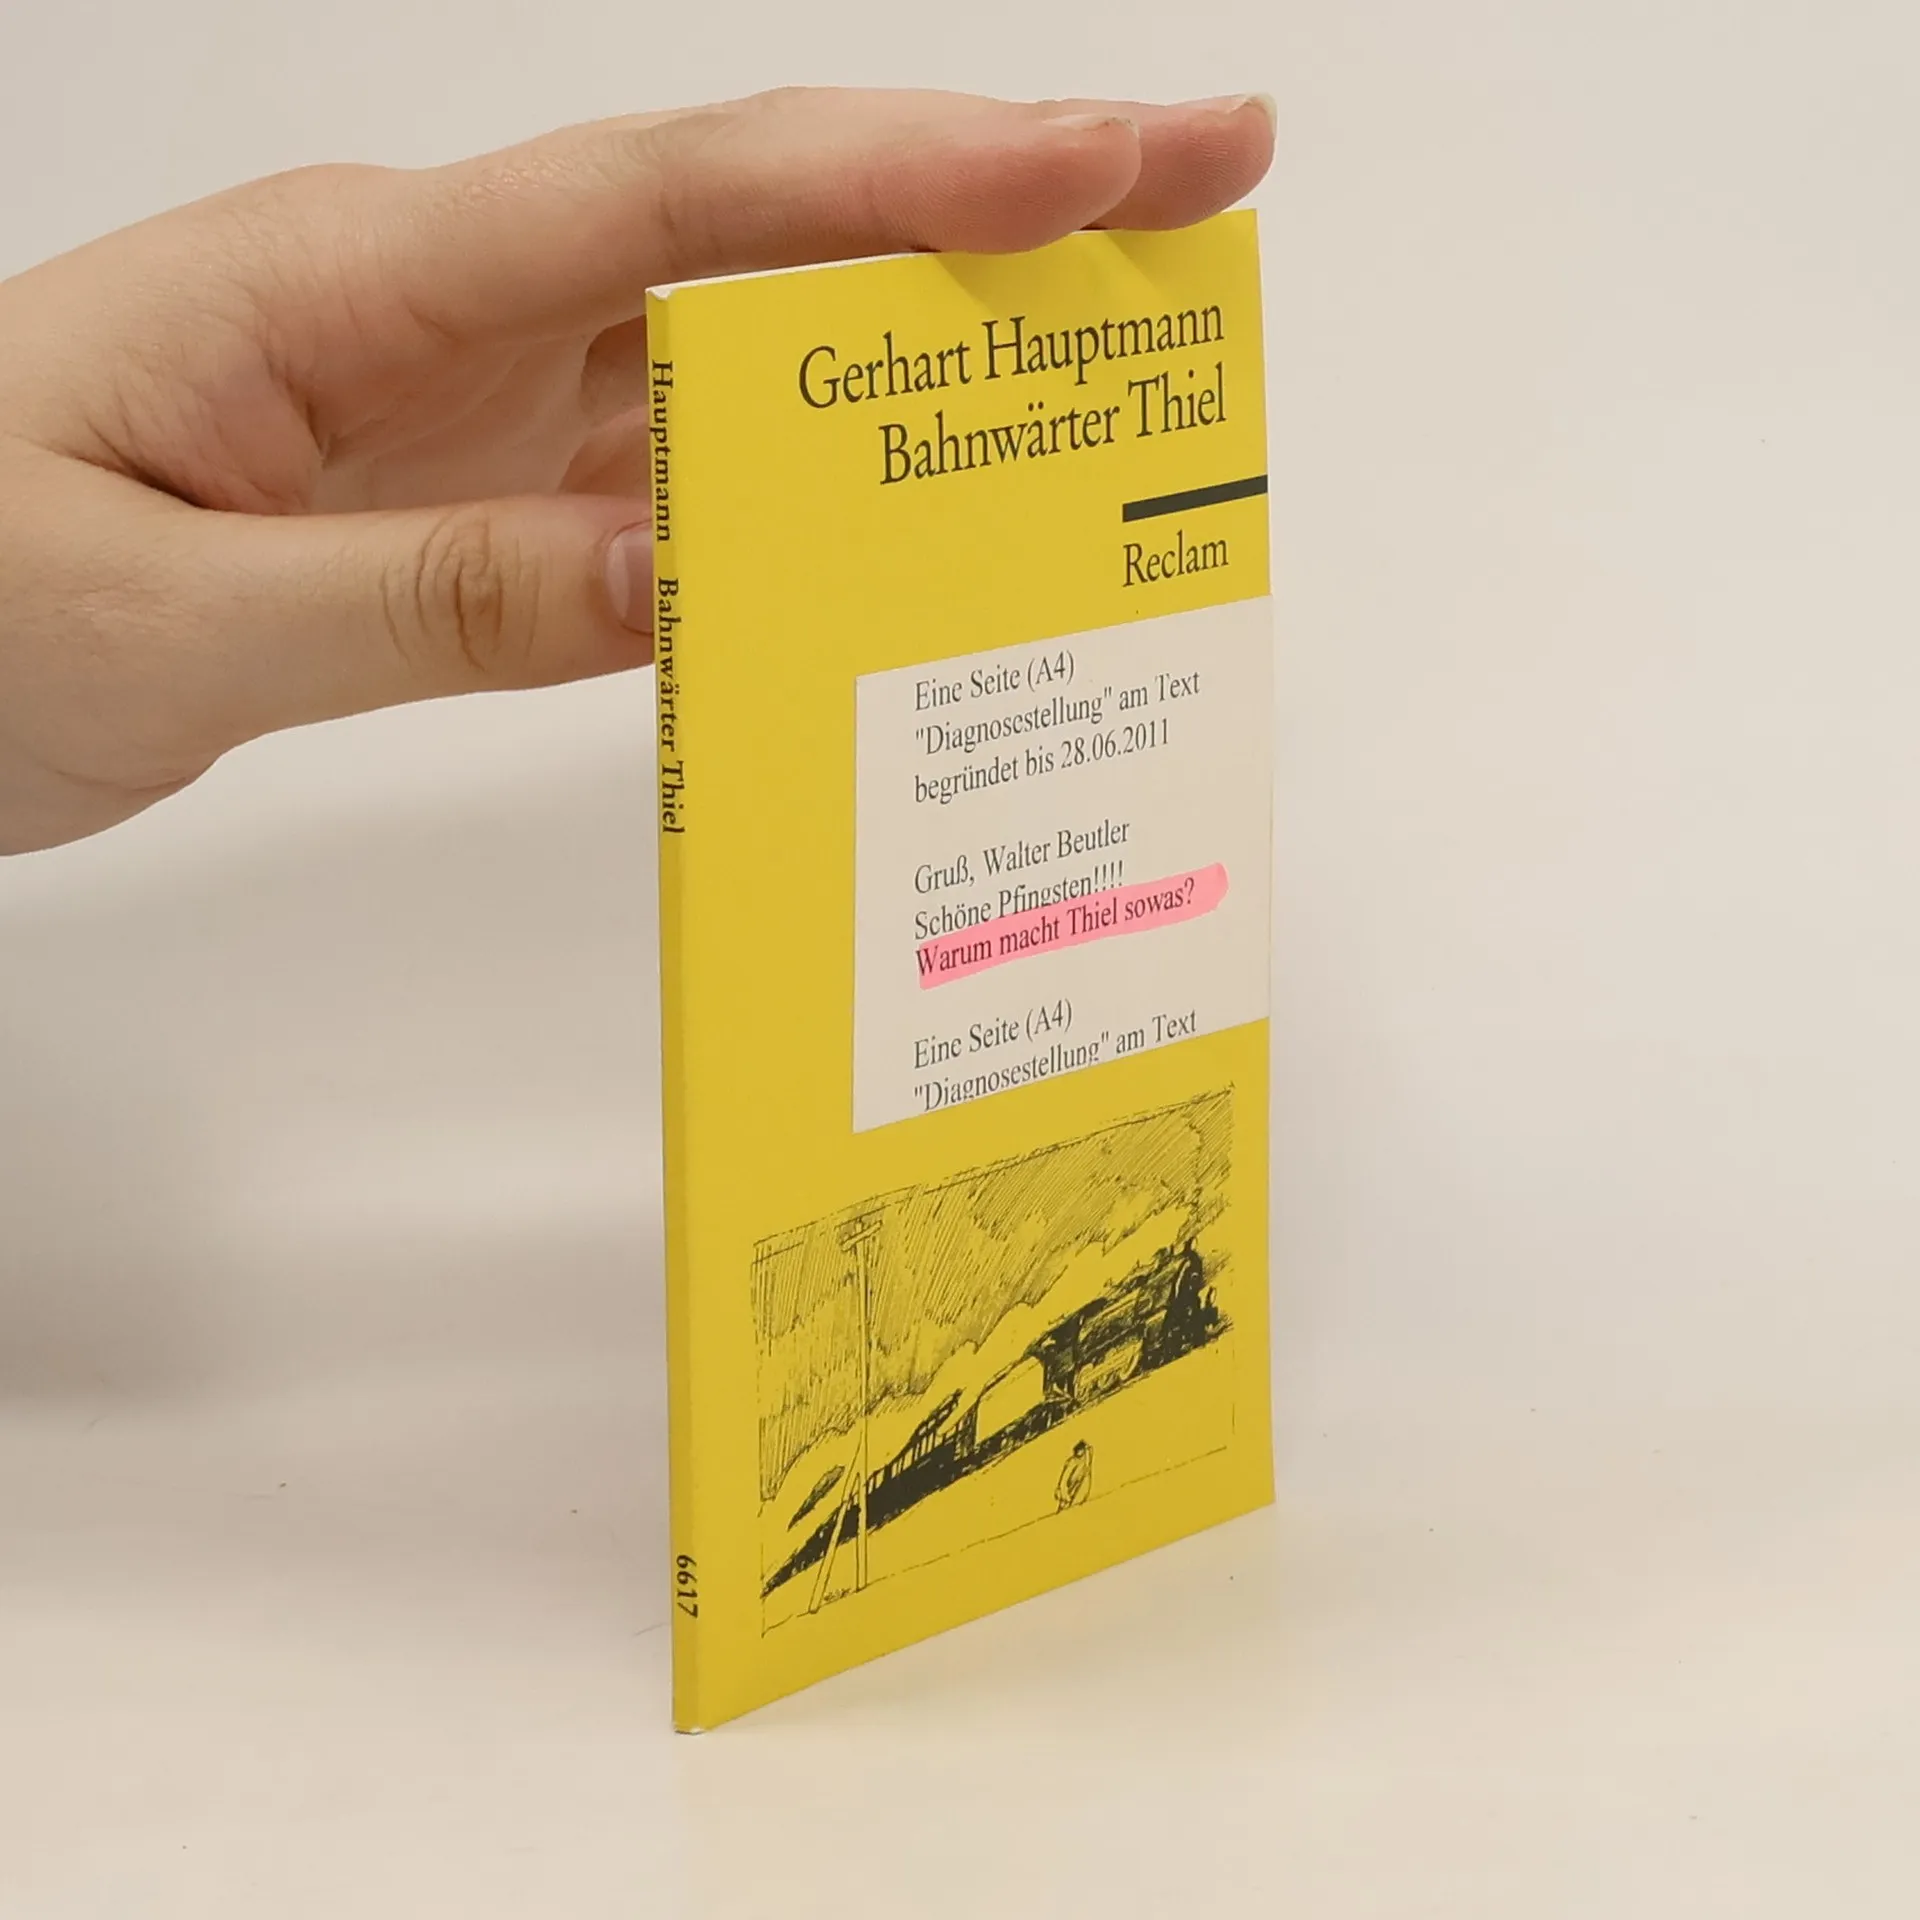 Gerhart Hauptmann
Bahnwärter Thiel
Reclam
Eine Seite (A4)
"Diagnosestellung" am Text
begründet bis 28.06.2011
Gruß, Walter Beutler
Schöne Pfingsten!!!!
Warum macht Thiel sowas?
Eine Seite (A4)
"Diagnosestellung" am Text
Hauptmann Bahnwärter Thiel
6617